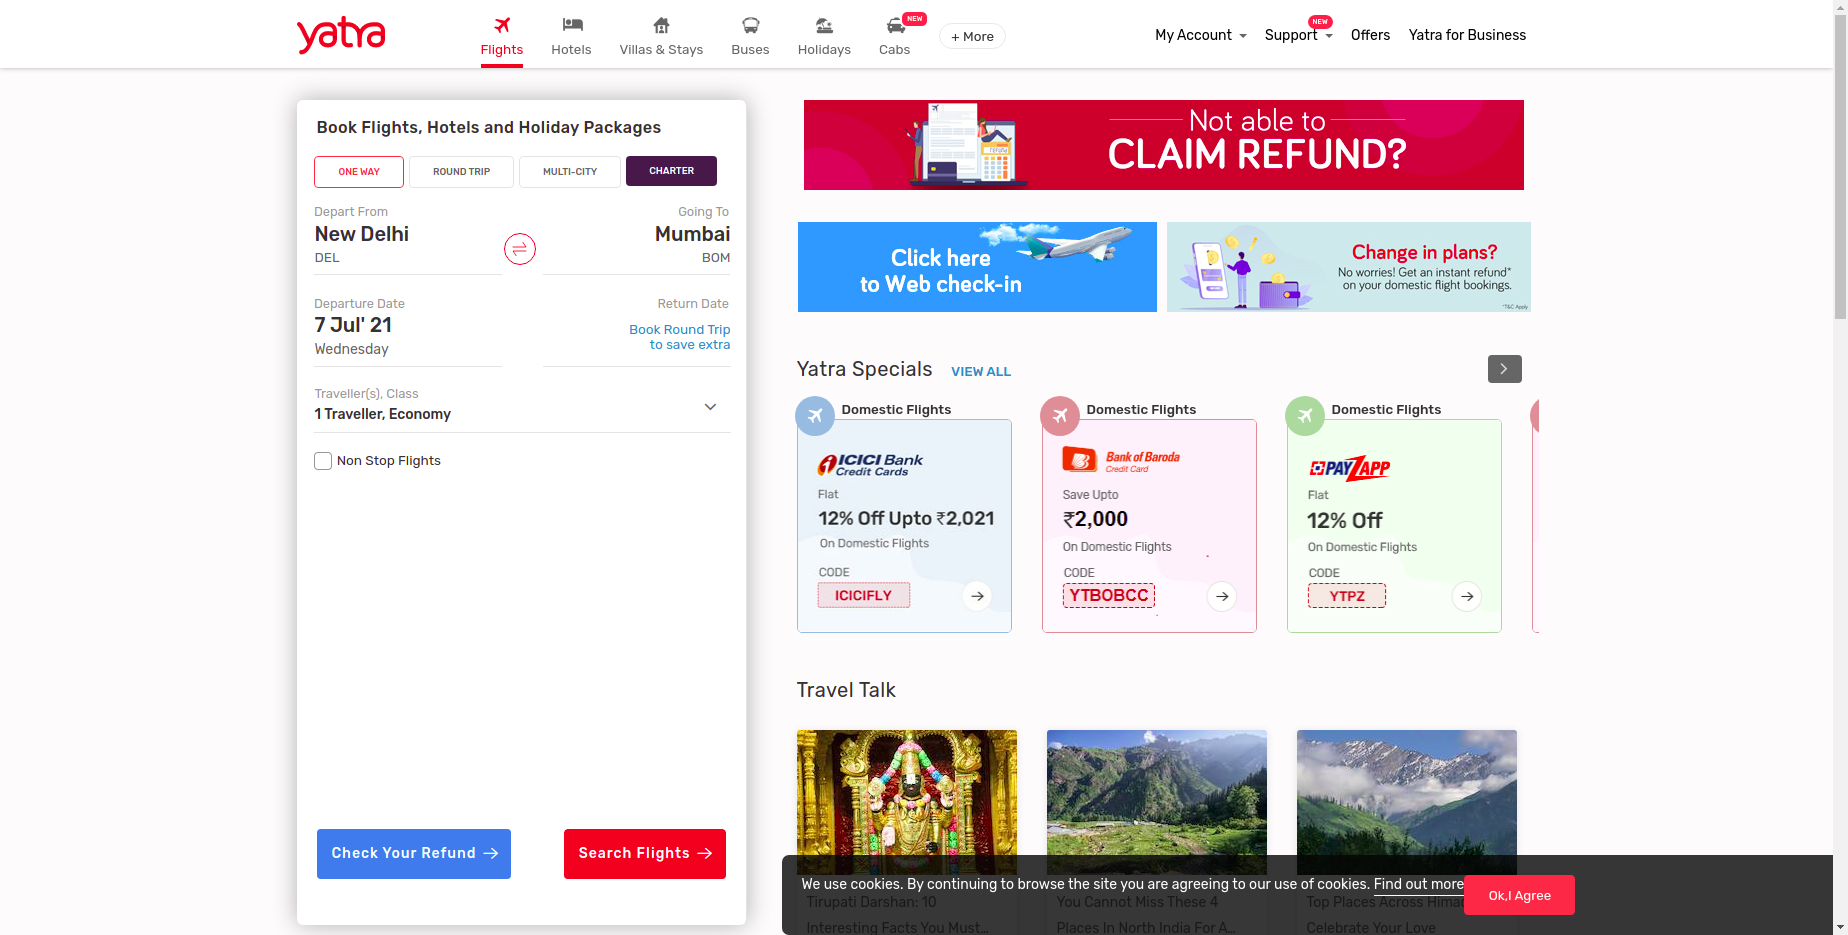 yatra
Flights
Hotels
Villas & Stays
Buses
Holidays
NEW
Cabs
+ More
My Account
NEW
Support
Offers
Yatra for Business
Book Flights, Hotels and Holiday Packages
ONE WAY
ROUND TRIP
MULTI-CITY
CHARTER
Depart From
New Delhi
DEL
Going To
Mumbai
BOM
Departure Date
7 Jul' 21
Wednesday
Return Date
Book Round Trip
to save extra
Traveller(s), Class
1 Traveller, Economy
Non Stop Flights
Check Your Refund
Search Flights
refund
Not able to
CLAIM REFUND?
Click here
to Web check-in
Change in plans?
No worries! Get an instant refund*
on your domestic flight bookings.
*T&C Apply
Yatra Specials
VIEW ALL
Domestic Flights
ICICI Bank
Credit Cards
Flat
12% Off Upto ₹2,021
On Domestic Flights
CODE
ICICIFLY
Domestic Flights
Bank of Baroda
Credit Card
Save Upto
₹2,000
On Domestic Flights
CODE
YTBOBCC
Domestic Flights
PAYZAPP
Flat
12% Off
On Domestic Flights
CODE
YTPZ
Travel Talk
We use cookies. By continuing to browse the site you are agreeing to our use of cookies. Find out more
Ok,I Agree
Tirupati Darshan: 10
Interesting Facts You Must...
You Cannot Miss These 4
Places In North India For A...
Top Places Across Himac
Celebrate Your Love